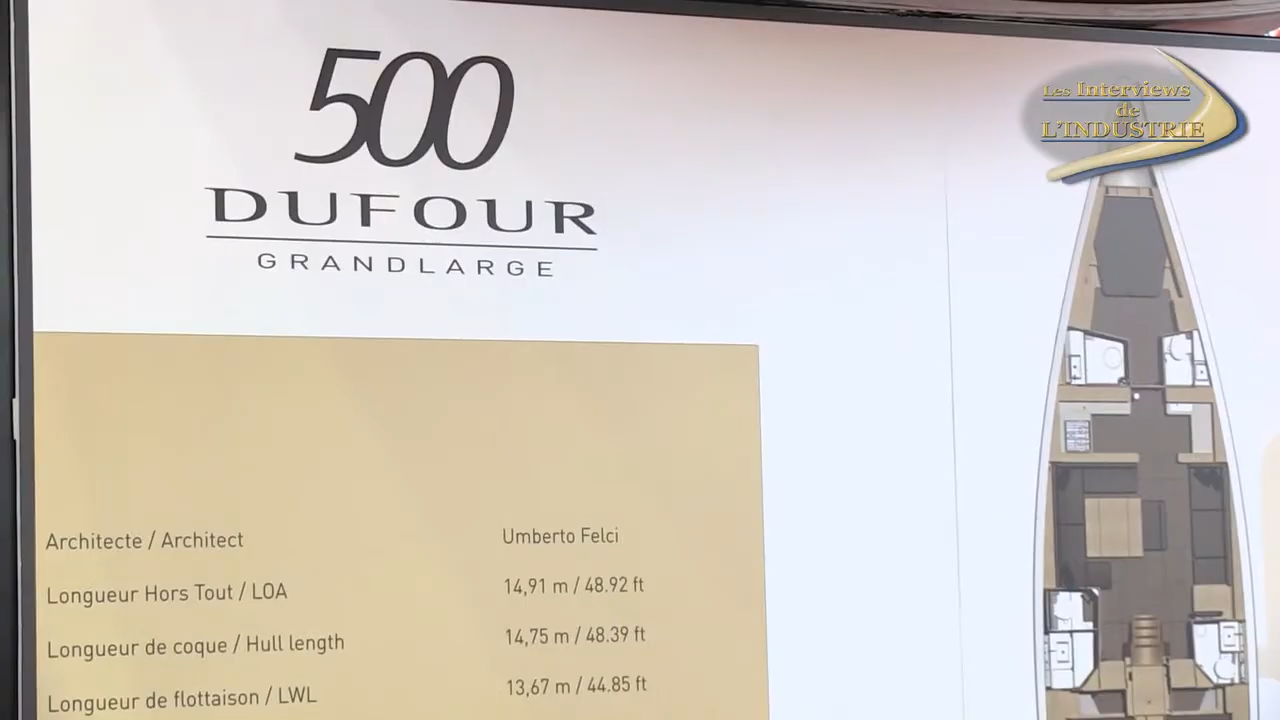 500
DUFOUR
GRANDLARGE
Les Interviews
de
L'INDUSTRIE
Architecte / Architect Umberto Felci
Longueur Hors Tout / LOA 14,91 m / 48.92 ft
Longueur de coque / Hull length 14,75 m / 48.39 ft
Longueur de flottaison / LWL 13,67 m / 44.85 ft